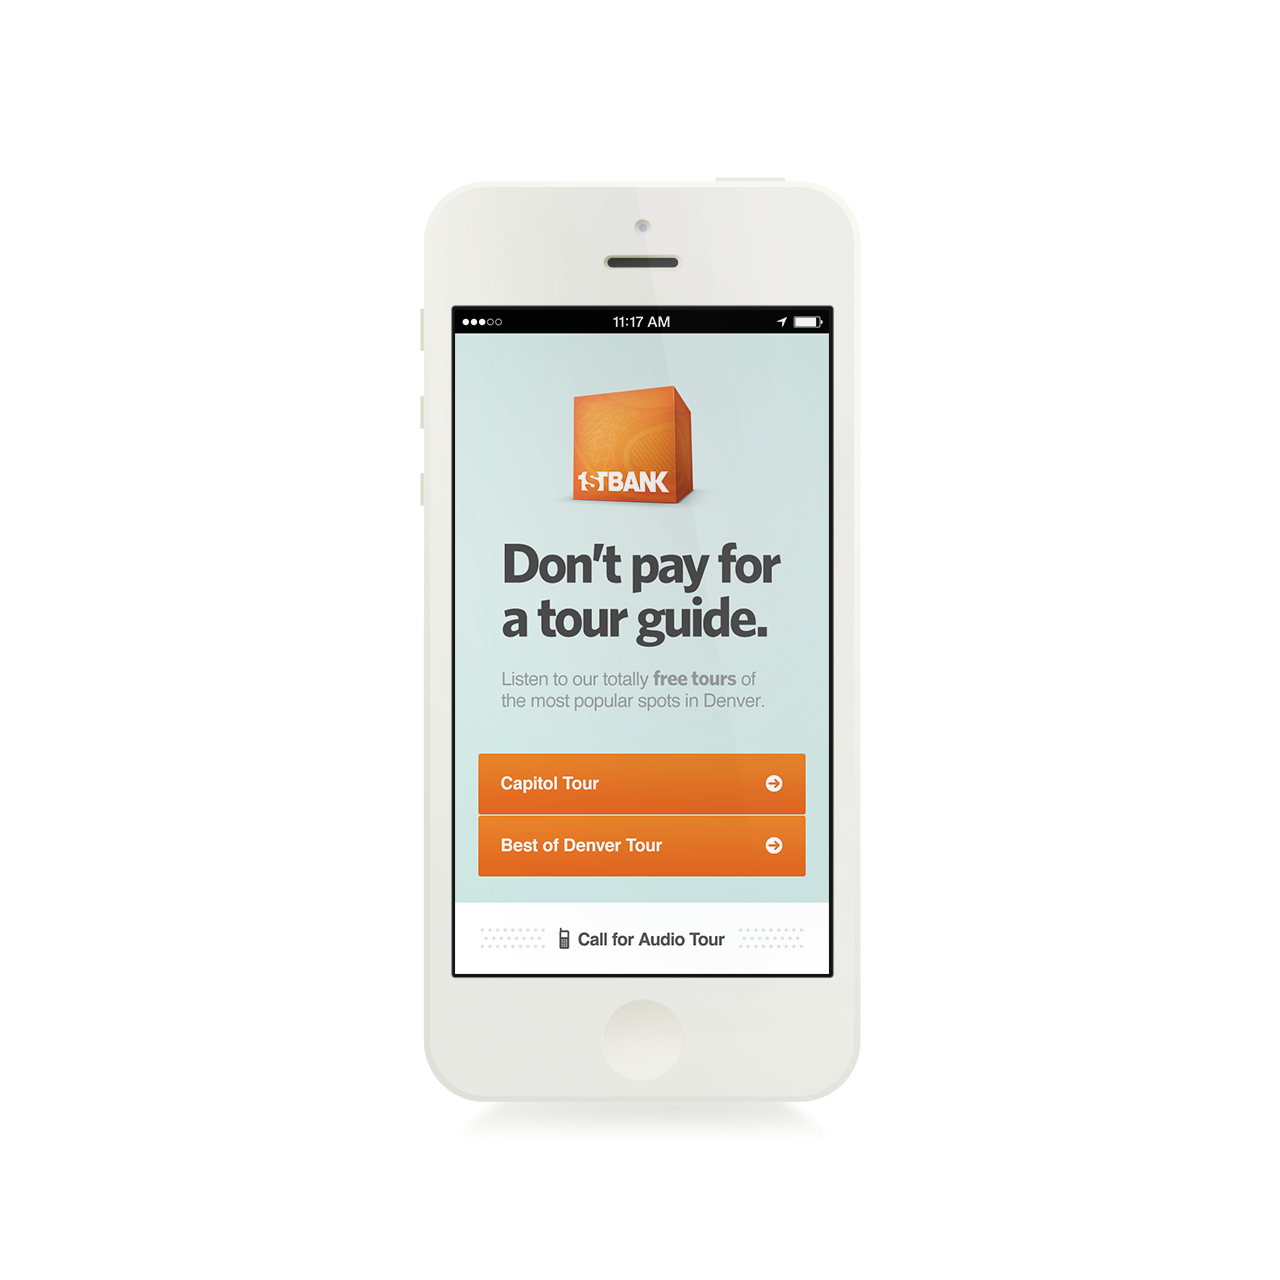 11:17 AM
1STBANK
Don't pay for
a tour guide.
Listen to our totally free tours of
the most popular spots in Denver.
Capitol Tour
Best of Denver Tour
Call for Audio Tour